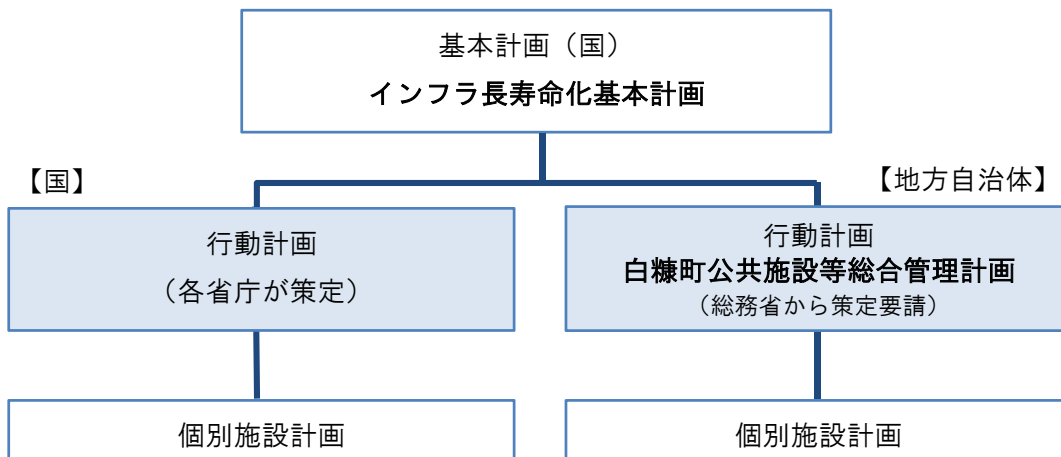 基本計画（国）
インフラ長寿命化基本計画
【国】
【地方自治体】
行動計画
（各省庁が策定）
行動計画
白糠町公共施設等総合管理計画
（総務省から策定要請）
個別施設計画
個別施設計画